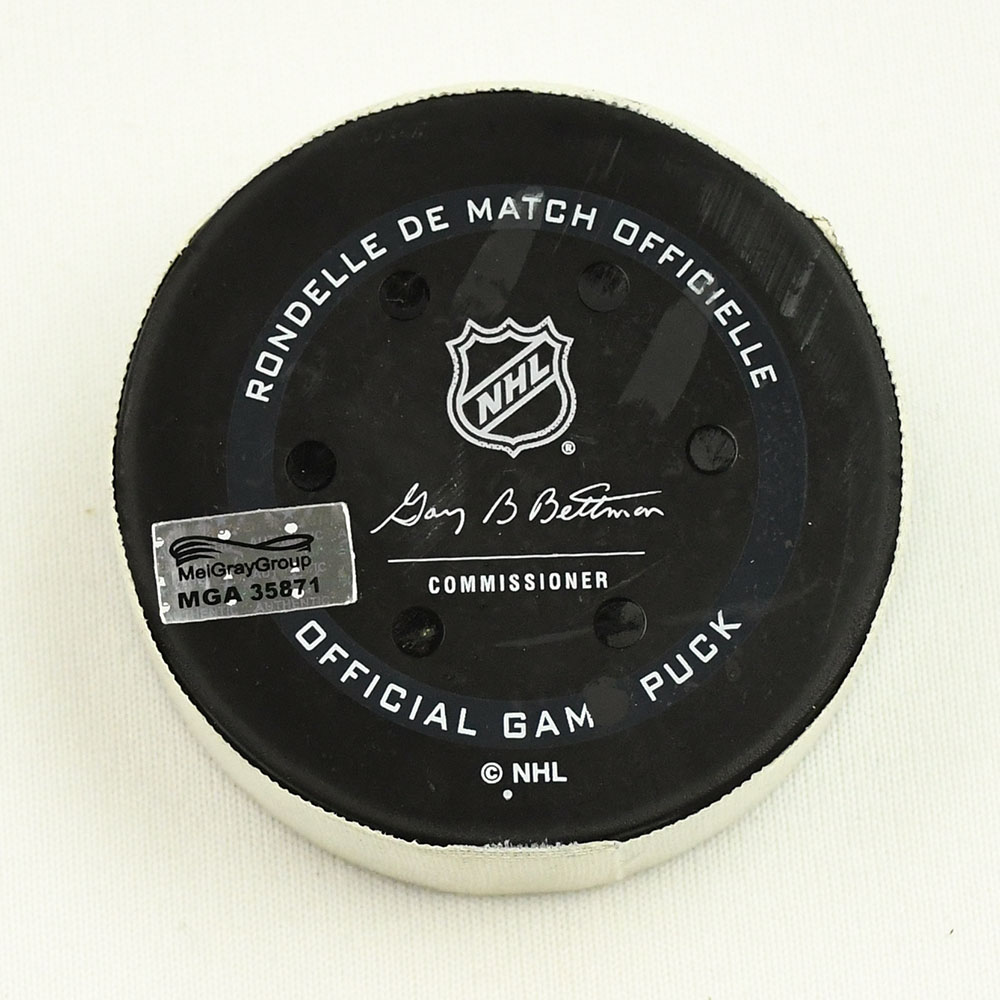 RONDELLE DE MATCH OFFICIELLE
NHL
®
Gary B Bettman
COMMISSIONER
MeiGrayGroup
MGA 35871
OFFICIAL GAM PUCK
© NHL